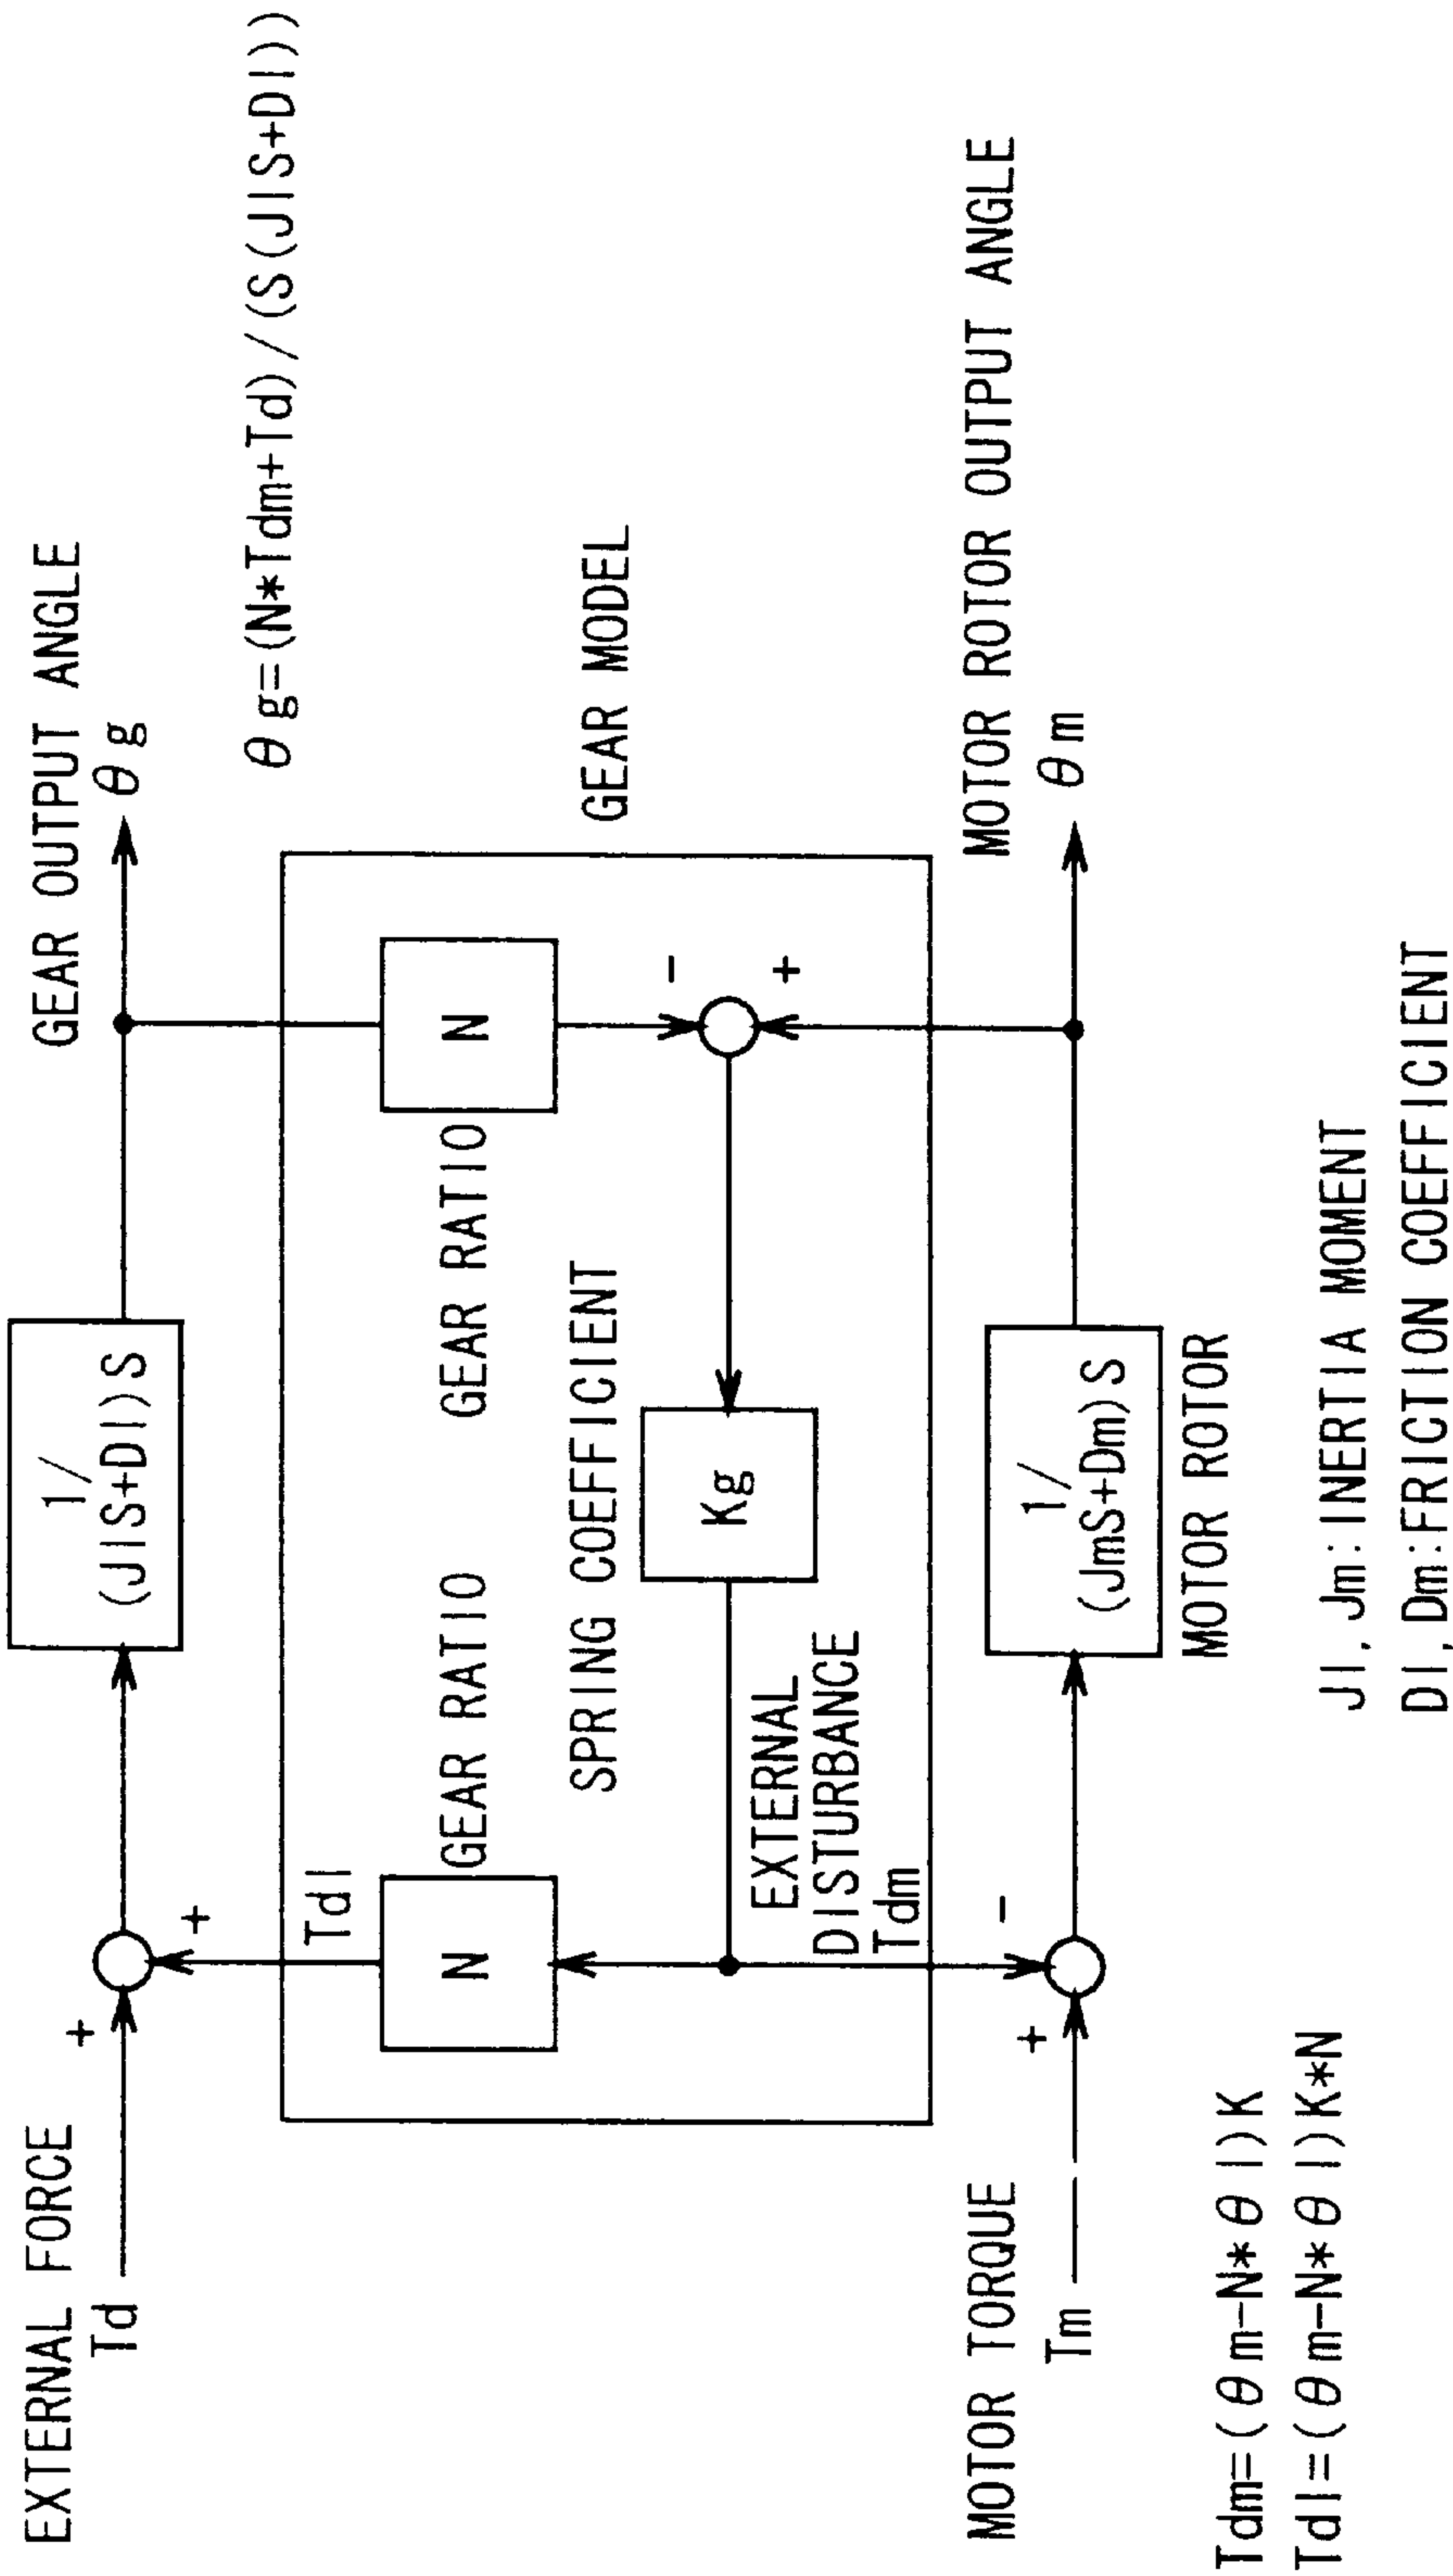 EXTERNAL FORCE
Td
+
+
1/
(JlS+Dl)S
GEAR OUTPUT ANGLE
θg
θg=(N*Tdm+Td)/(S(JlS+Dl))
Tdl
N
GEAR RATIO
GEAR RATIO
N
SPRING COEFFICIENT
Kg
-
+
GEAR MODEL
EXTERNAL
DISTURBANCE
Tdm
MOTOR TORQUE
Tm
+
-
1/
(JmS+Dm)S
MOTOR ROTOR
MOTOR ROTOR OUTPUT ANGLE
θm
Tdm=(θm-N*θl)K
Tdl=(θm-N*θl)K*N
Jl, Jm:INERTIA MOMENT
Dl, Dm:FRICTION COEFFICIENT